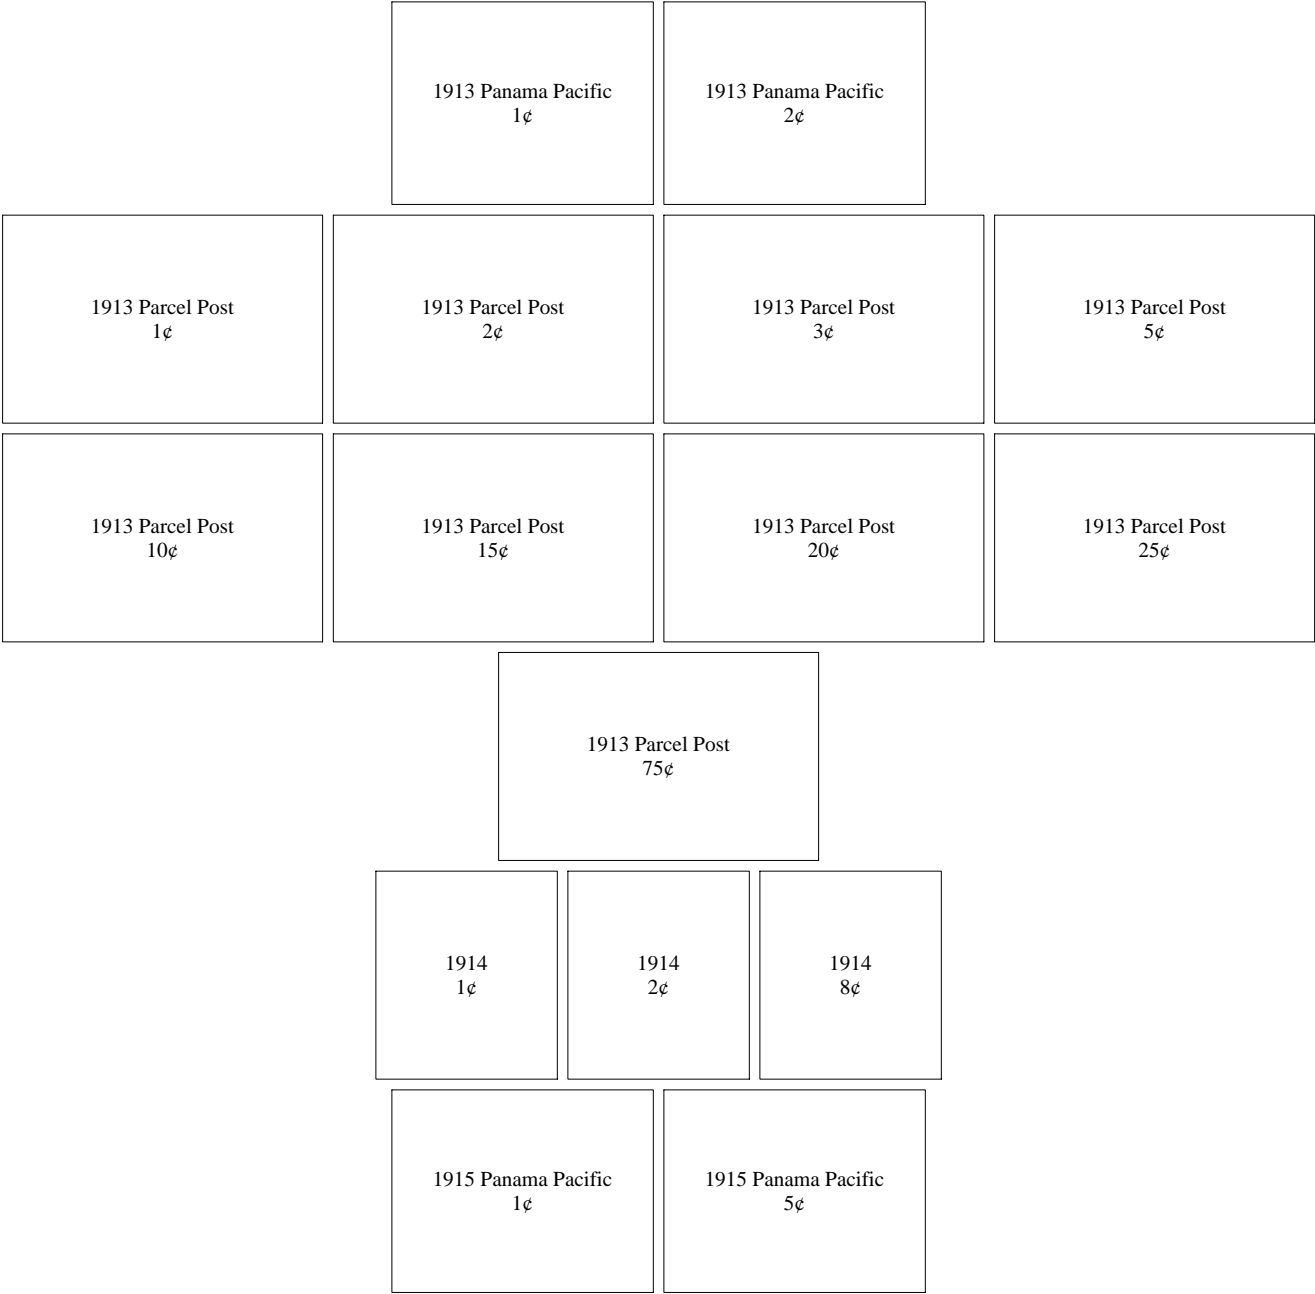 1913 Panama Pacific
1¢
1913 Panama Pacific
2¢
1913 Parcel Post
1¢
1913 Parcel Post
2¢
1913 Parcel Post
3¢
1913 Parcel Post
5¢
1913 Parcel Post
10¢
1913 Parcel Post
15¢
1913 Parcel Post
20¢
1913 Parcel Post
25¢
1913 Parcel Post
75¢
1914
1¢
1914
2¢
1914
8¢
1915 Panama Pacific
1¢
1915 Panama Pacific
5¢